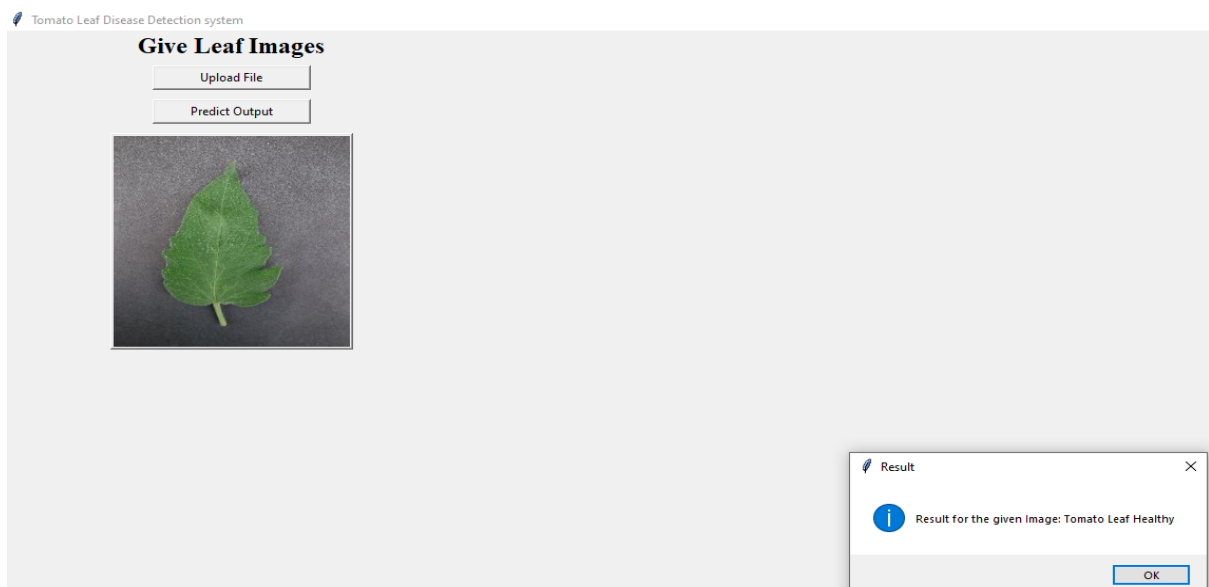 Tomato Leaf Disease Detection system
Give Leaf Images
Upload File
Predict Output
Result
Result for the given Image: Tomato Leaf Healthy
OK